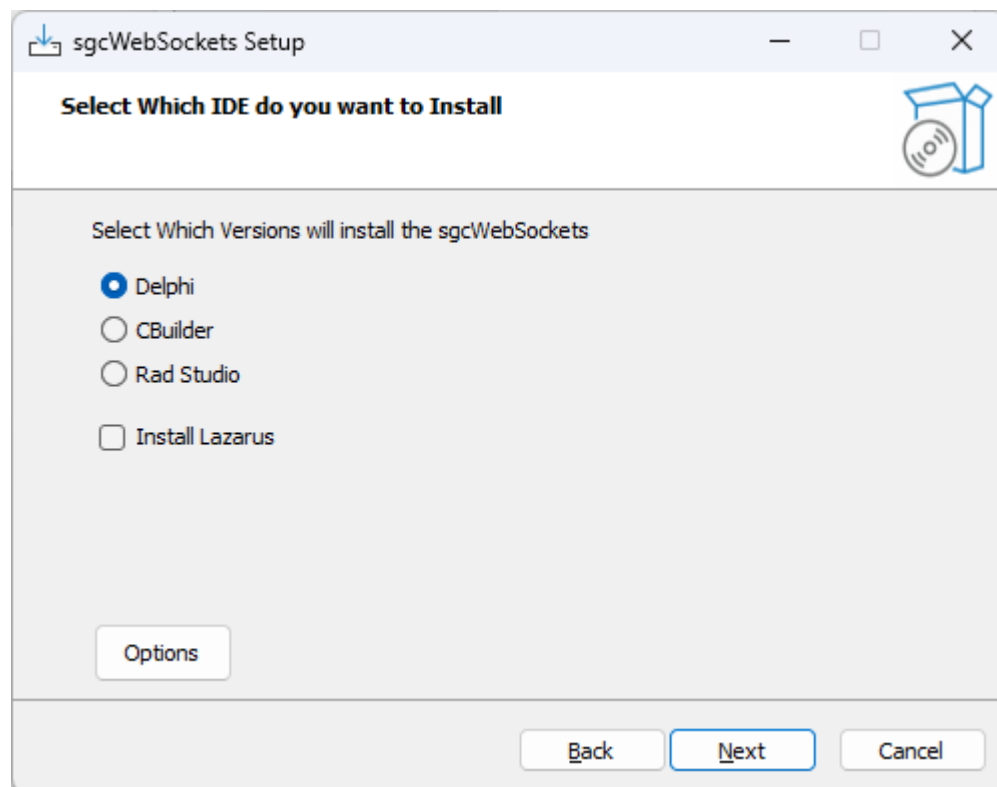 sgcWebSockets Setup
Select Which IDE do you want to Install
Select Which Versions will install the sgcWebSockets
Delphi
CBuilder
Rad Studio
Install Lazarus
Options
Back
Next
Cancel